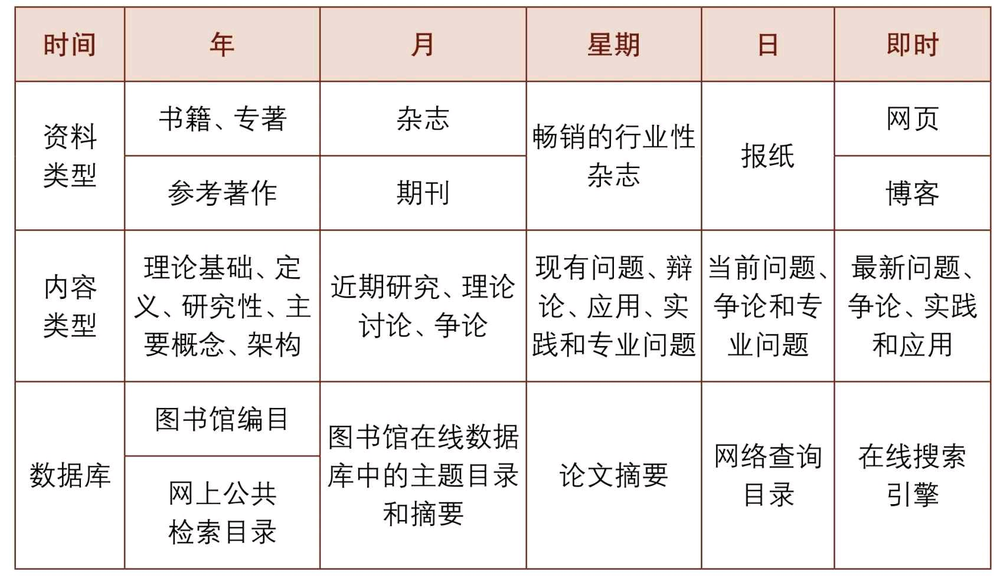 时间
年
月
星期
日
即时
资料
类型
书籍、专著
杂志
畅销的行业性
杂志
报纸
网页
参考著作
期刊
博客
内容
类型
理论基础、定
义、研究性、主
要概念、架构
近期研究、理论
讨论、争论
现有问题、辩
论、应用、实
践和专业问题
当前问题、
争论和专
业问题
最新问题、
争论、实践
和应用
数据库
图书馆编目
网上公共
检索目录
图书馆在线数据
库中的主题目录
和摘要
论文摘要
网络查询
目录
在线搜索
引擎